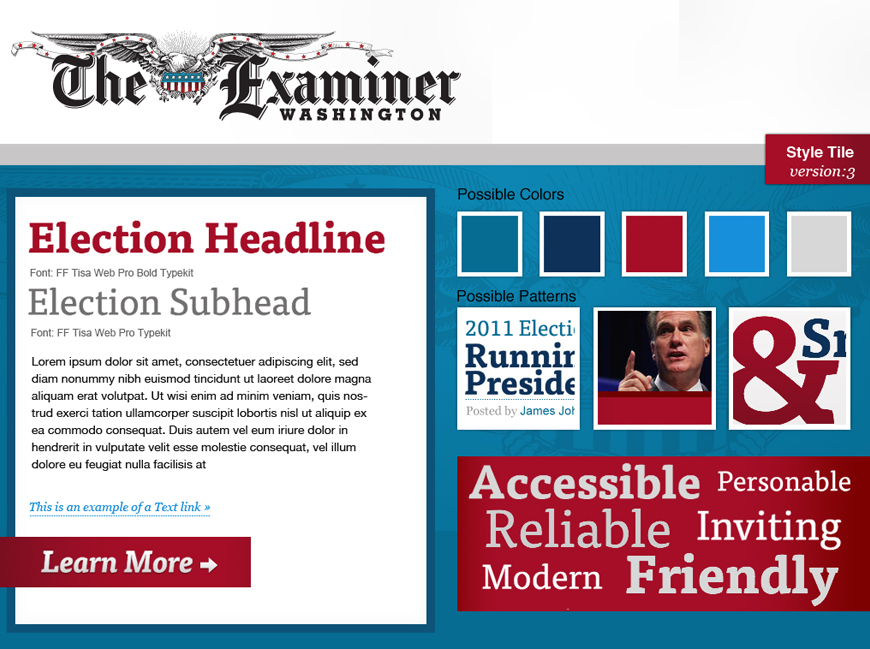 The Examiner
WASHINGTON
Style Tile
version:3
Election Headline
Font: FF Tisa Web Pro Bold Typekit
Election Subhead
Font: FF Tisa Web Pro Typekit
Lorem ipsum dolor sit amet, consectetuer adipiscing elit, sed
diam nonummy nibh euismod tincidunt ut laoreet dolore magna
aliquam erat volutpat. Ut wisi enim ad minim veniam, quis nos-
trud exerci tation ullamcorper suscipit lobortis nisl ut aliquip ex
ea commodo consequat. Duis autem vel eum iriure dolor in
hendrerit in vulputate velit esse molestie consequat, vel illum
dolore eu feugiat nulla facilisis at
This is an example of a Text link »
Learn More
Possible Colors
Possible Patterns
2011 Electi
Runnin
Preside
Posted by James Joh
& Sm
Accessible Personable
Reliable Inviting
Modern Friendly